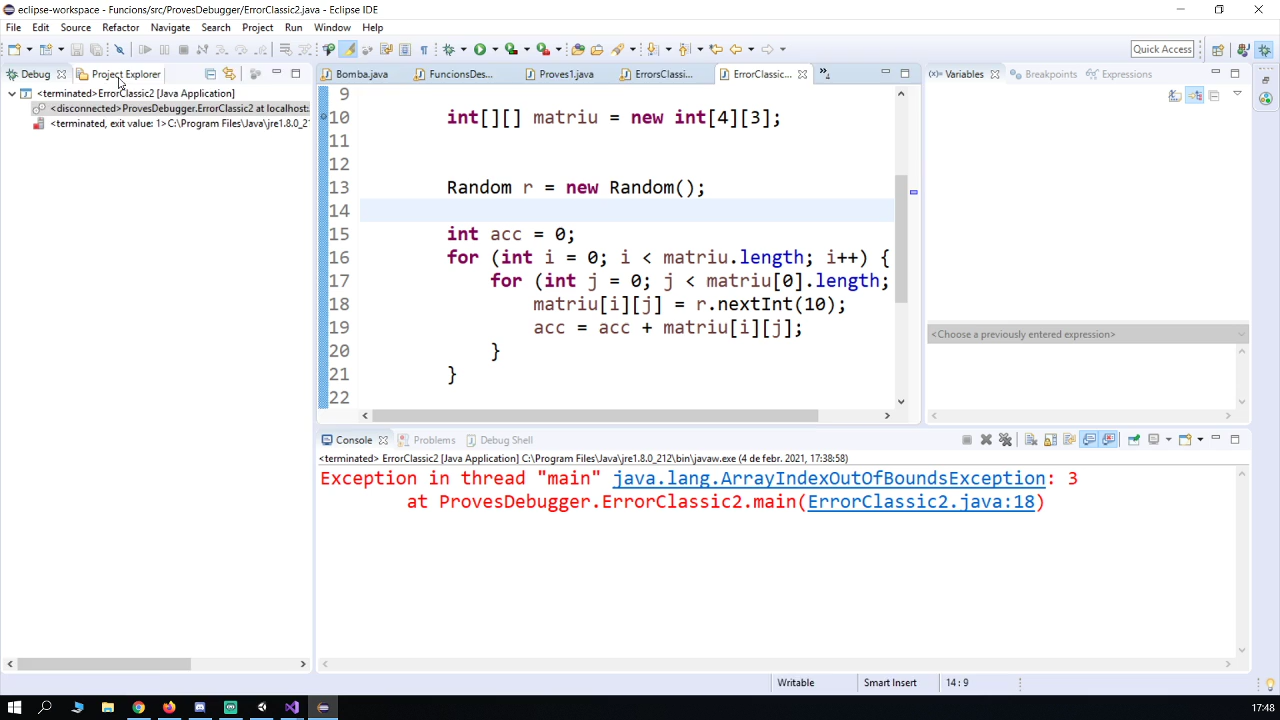 eclipse-workspace - Funcions/src/ProvesDebugger/ErrorClassic2.java - Eclipse IDE
File Edit Source Refactor Navigate Search Project Run Window Help
Quick Access
Debug Project Explorer
<terminated>ErrorClassic2 [Java Application]
<disconnected>ProvesDebugger.ErrorClassic2 at localhost:
<terminated, exit value: 1>C:\Program Files\Java\jre1.8.0_2
Bomba.java FuncionsDes... Proves1.java ErrorsClassi... ErrorClassic... »4
9
10 int[][] matriu = new int[4][3];
11
12
13 Random r = new Random();
14
15 int acc = 0;
16 for (int i = 0; i < matriu.length; i++) {
17 for (int j = 0; j < matriu[0].length;
18 matriu[i][j] = r.nextInt(10);
19 acc = acc + matriu[i][j];
20 }
21 }
22
Variables Breakpoints Expressions
<Choose a previously entered expression>
Console Problems Debug Shell
<terminated> ErrorClassic2 [Java Application] C:\Program Files\Java\jre1.8.0_212\bin\javaw.exe (4 de febr. 2021, 17:38:58)
Exception in thread "main" java.lang.ArrayIndexOutOfBoundsException: 3
at ProvesDebugger.ErrorClassic2.main(ErrorClassic2.java:18)
Writable Smart Insert 14:9
17:48